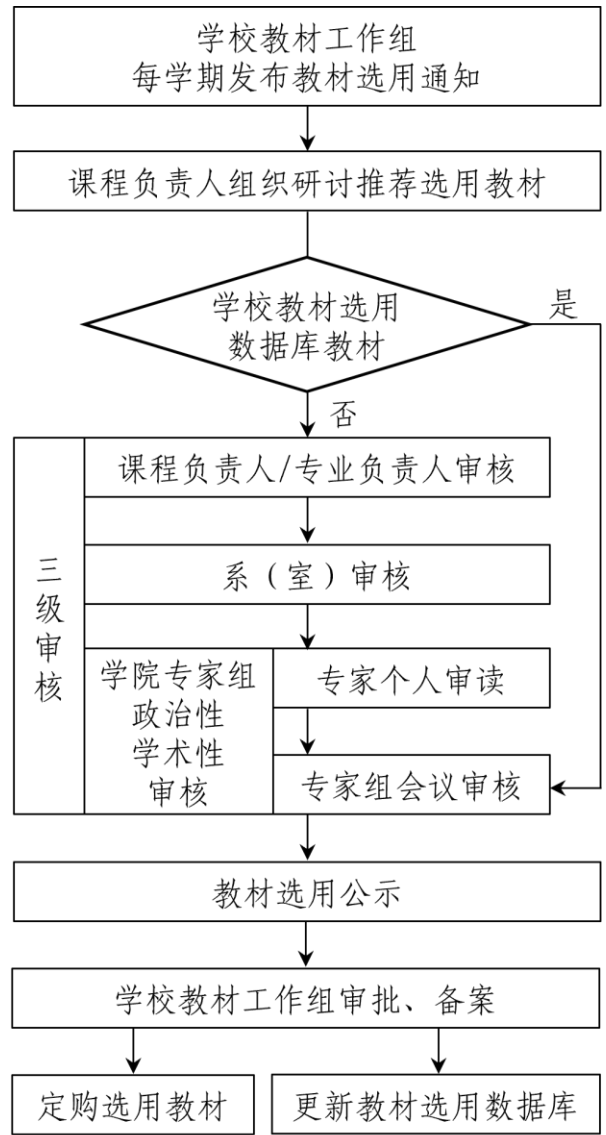 学校教材工作组
每学期发布教材选用通知
课程负责人组织研讨推荐选用教材
学校教材选用
数据库教材
是
否
三级审核
课程负责人/专业负责人审核
系（室）审核
学院专家组
政治性
学术性
审核
专家个人审读
专家组会议审核
教材选用公示
学校教材工作组审批、备案
定购选用教材
更新教材选用数据库